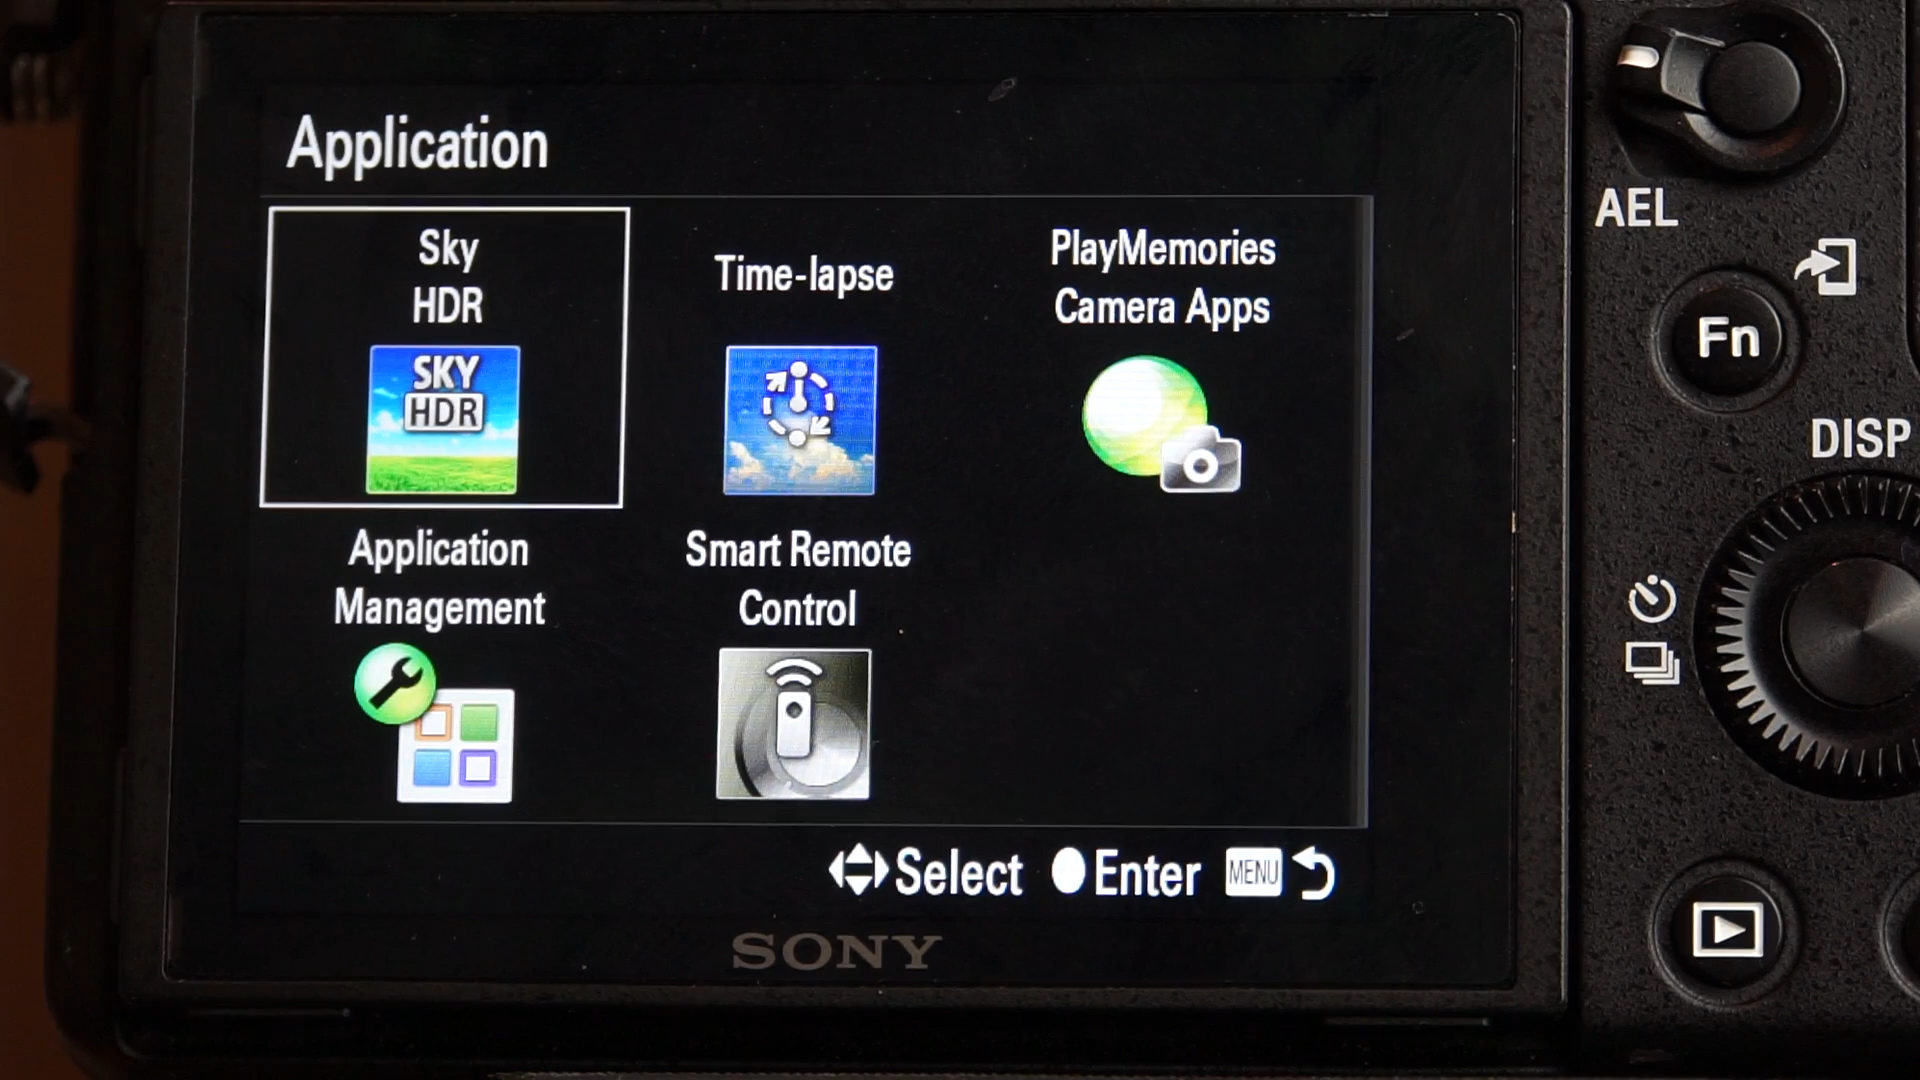 Application
Sky
HDR
SKY
HDR
Time-lapse
PlayMemories
Camera Apps
Application
Management
Smart Remote
Control
Select
Enter
MENU
SONY
AEL
Fn
DISP